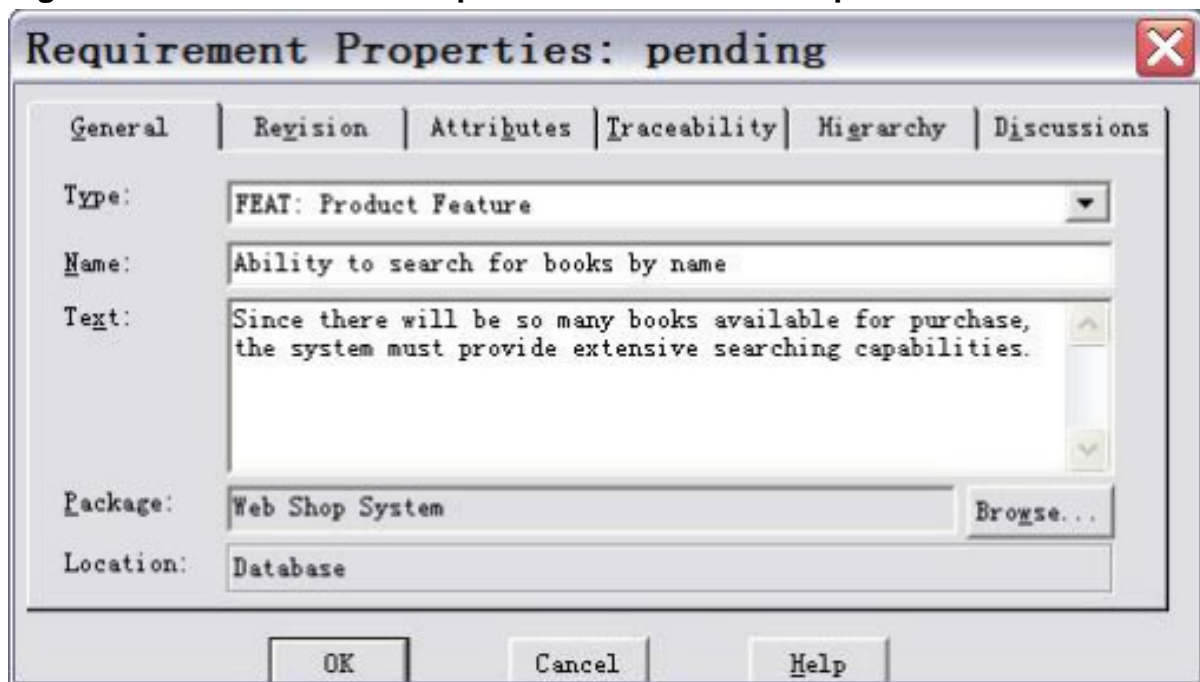 Requirement Properties: pending
General Revision Attributes Traceability Hierarchy Discussions
Type: FEAT: Product Feature
Name: Ability to search for books by name
Text: Since there will be so many books available for purchase,
the system must provide extensive searching capabilities.
Package: Web Shop System Browse...
Location: Database
OK Cancel Help